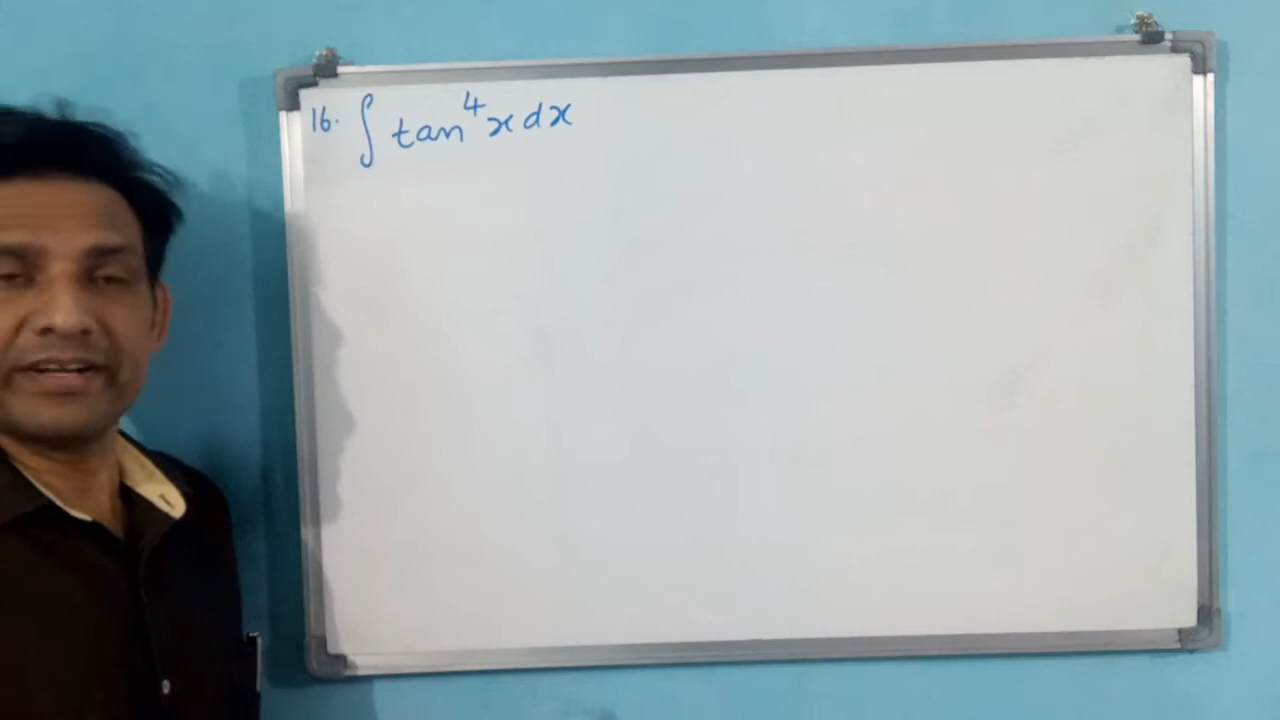 16. ∫ tan⁴x dx